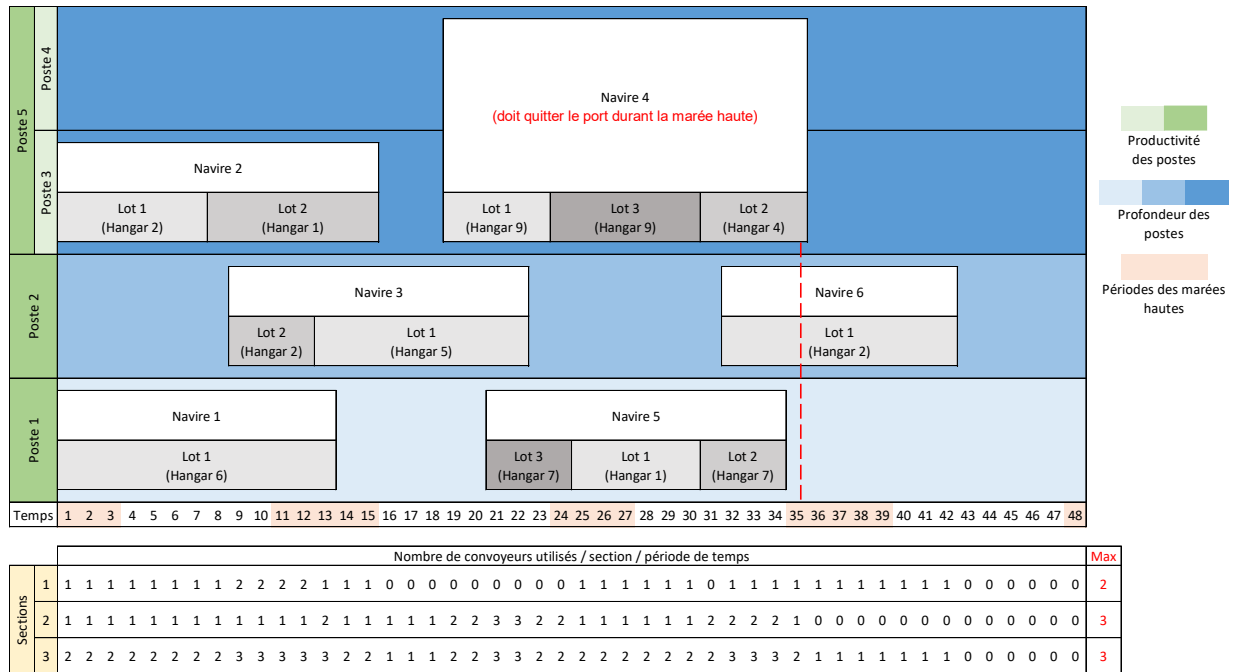 Poste 5
Poste 4
Poste 3
Navire 4
(doit quitter le port durant la marée haute)
Navire 2
Lot 1
(Hangar 2)
Lot 2
(Hangar 1)
Lot 1
(Hangar 9)
Lot 3
(Hangar 9)
Lot 2
(Hangar 4)
Poste 2
Navire 3
Lot 2
(Hangar 2)
Lot 1
(Hangar 5)
Navire 6
Lot 1
(Hangar 2)
Poste 1
Navire 1
Lot 1
(Hangar 6)
Navire 5
Lot 3
(Hangar 7)
Lot 1
(Hangar 1)
Lot 2
(Hangar 7)
Temps 1 2 3 4 5 6 7 8 9 10 11 12 13 14 15 16 17 18 19 20 21 22 23 24 25 26 27 28 29 30 31 32 33 34 35 36 37 38 39 40 41 42 43 44 45 46 47 48
Productivité
des postes
Profondeur des
postes
Périodes des marées
hautes
Nombre de convoyeurs utilisés / section / période de temps Max
Sections
1 1 1 1 1 1 1 1 1 2 2 2 2 1 1 1 0 0 0 0 0 0 0 0 0 1 1 1 1 1 1 0 1 1 1 1 1 1 1 1 1 1 1 0 0 0 0 0 0 2
2 1 1 1 1 1 1 1 1 1 1 1 1 2 1 1 1 1 1 2 2 3 3 2 2 1 1 1 1 1 1 2 2 2 2 1 0 0 0 0 0 0 0 0 0 0 0 0 0 3
3 2 2 2 2 2 2 2 2 3 3 3 3 3 2 2 1 1 1 2 2 3 3 2 2 2 2 2 2 2 2 2 3 3 3 2 1 1 1 1 1 1 1 0 0 0 0 0 0 3